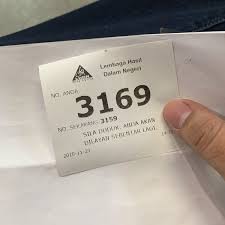 Lembaga Hasil
Dalam Negeri
NO. ANDA
3169
NO. SEKARANG: 3159
SILA DUDUK. ANDA AKAN
DILAYAN SEBENTAR LAGI.